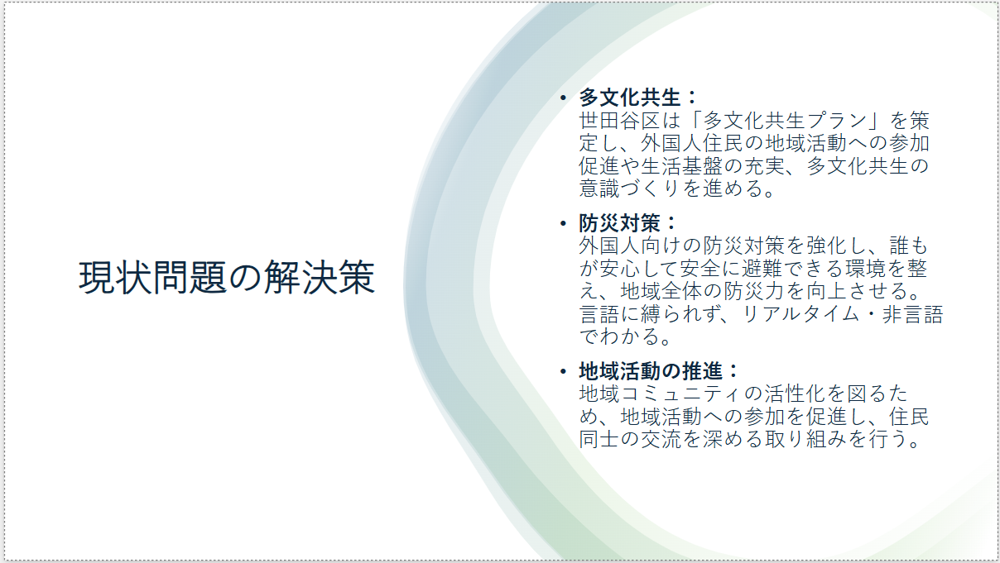 現状問題の解決策
• 多文化共生：
世田谷区は「多文化共生プラン」を策
定し、外国人住民の地域活動への参加
促進や生活基盤の充実、多文化共生の
意識づくりを進める。
• 防災対策：
外国人向けの防災対策を強化し、誰も
が安心して安全に避難できる環境を整
え、地域全体の防災力を向上させる。
言語に縛られず、リアルタイム・非言語
でわかる。
• 地域活動の推進：
地域コミュニティの活性化を図るた
め、地域活動への参加を促進し、住民
同士の交流を深める取り組みを行う。